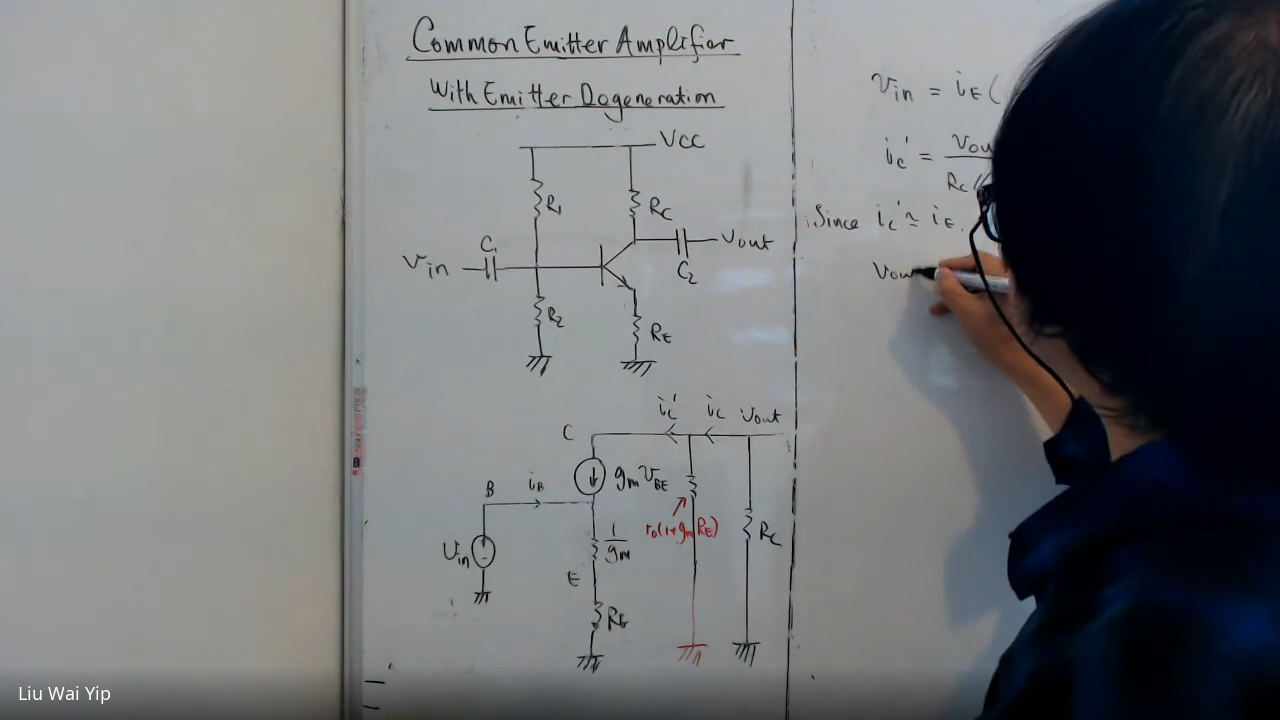 Common Emitter Amplifier
With Emitter Degeneration
VCC
R1
RC
C1
Vin
Vout
C2
R2
RE
ic'
ic
Vout
C
gm VBE
B
iB
ro(1+gmRE)
1/gm
RC
Vin
E
RE
Vin = iE(
ic' = Vou
RC//
Since ic' ≃ iE.
Vou
Liu Wai Yip